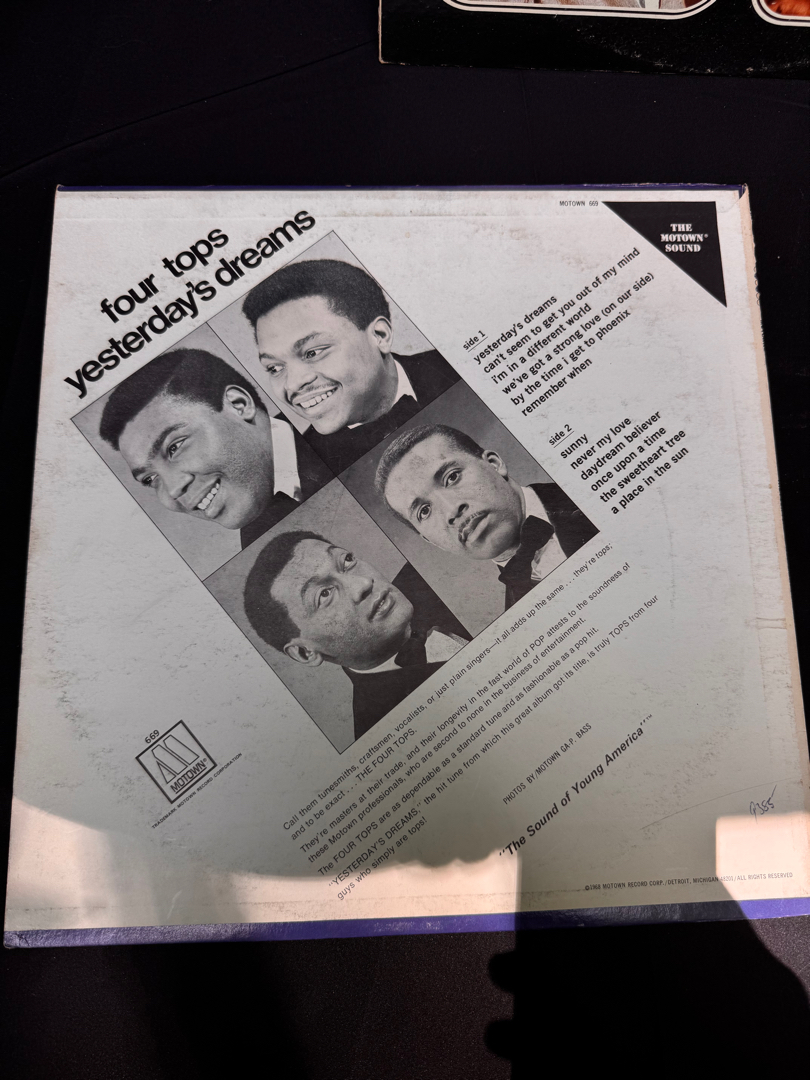 MOTOWN 669
THE
MOTOWN®
SOUND
four tops
yesterday's dreams
side 1
yesterday's dreams
can't seem to get you out of my mind
i'm in a different world
we've got a strong love (on our side)
by the time i get to phoenix
remember when
side 2
sunny
never my love
daydream believer
once upon a time
the sweetheart tree
a place in the sun
Call them tunesmiths, craftsmen, vocalists, or just plain singers—it all adds up the same . . . they're tops,
and to be exact . . . THE FOUR TOPS.
They're masters at their trade, and their longevity in the fast world of POP attests to the soundness of
these Motown professionals, who are second to none in the business of entertainment.
The FOUR TOPS are as dependable as a standard tune and as fashionable as a pop hit.
"YESTERDAY'S DREAMS," the hit tune from which this great album got its title, is truly TOPS from four
guys who simply are tops!
PHOTOS BY/MOTOWN GA-P. BASS
"The Sound of Young America"™
669
M
MOTOWN®
TRADEMARK MOTOWN RECORD CORPORATION
©1968 MOTOWN RECORD CORP./DETROIT, MICHIGAN /ALL RIGHTS RESERVED